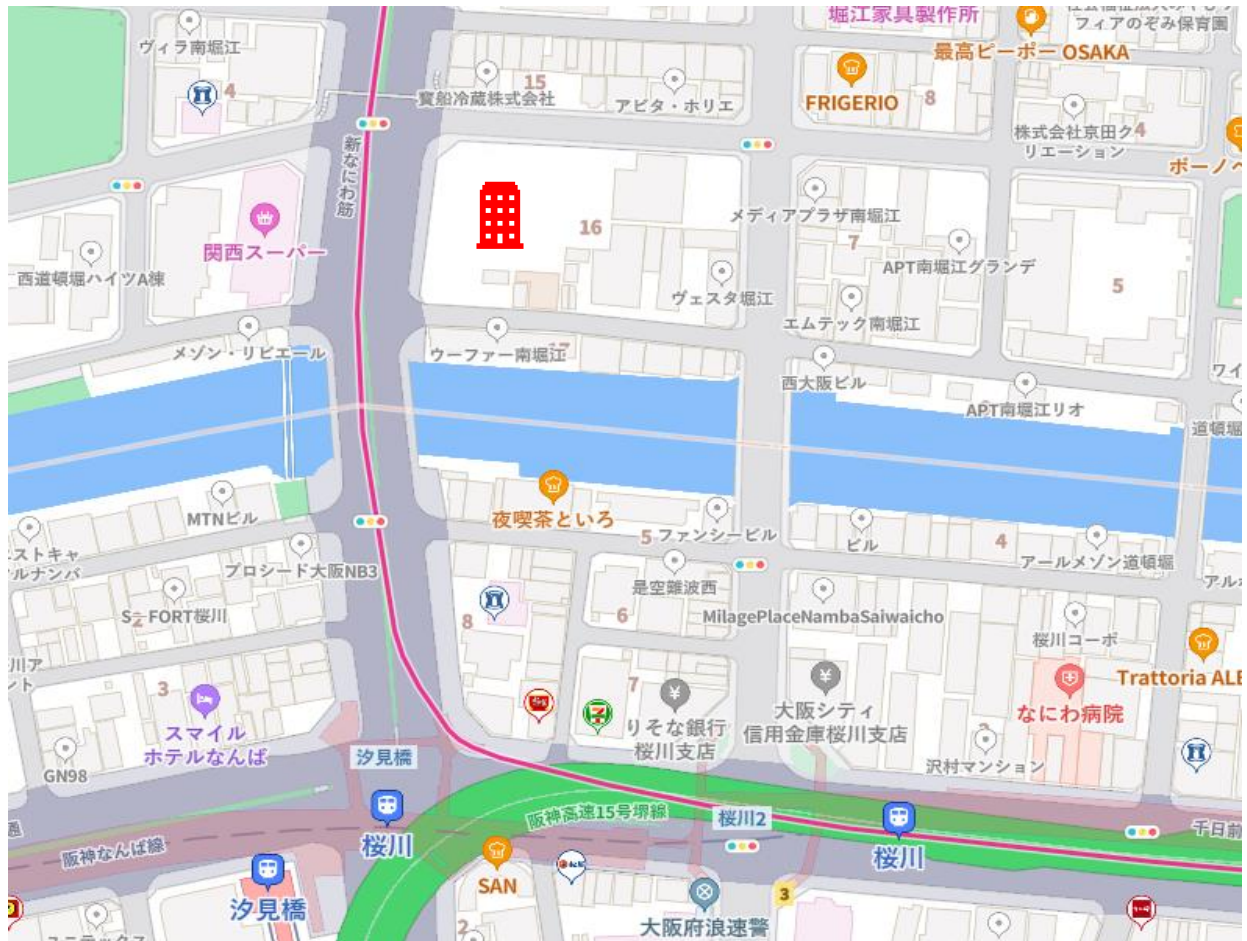 堀江家具製作所
フィアのぞみ保育園
ヴィラ南堀江
最高ピーポー OSAKA
4
15
寳船冷蔵株式会社
アビタ・ホリエ
FRIGERIO
8
株式会社京田ク
リエーション
4
新なにわ筋
メディアプラザ南堀江
16
7
関西スーパー
西道頓堀ハイツA棟
APT南堀江グランデ
ヴェスタ堀江
5
エムテック南堀江
メゾン・リビエール
ウーファー南堀江
17
西大阪ビル
APT南堀江リオ
MTNビル
夜喫茶といろ
5
ファンシービル
ビル
4
アールメゾン道頓堀
プロシード大阪NB3
是空難波西
S-FORT桜川
2
8
6
MilagePlaceNambaSaiwaicho
桜川コーポ
3
7
スマイル
ホテルなんば
りそな銀行
桜川支店
大阪シティ
信用金庫桜川支店
なにわ病院
Trattoria ALB
GN98
汐見橋
沢村マンション
阪神高速15号堺線
桜川2
千日前
阪神なんば線
桜川
桜川
汐見橋
SAN
3
2
大阪府浪速警